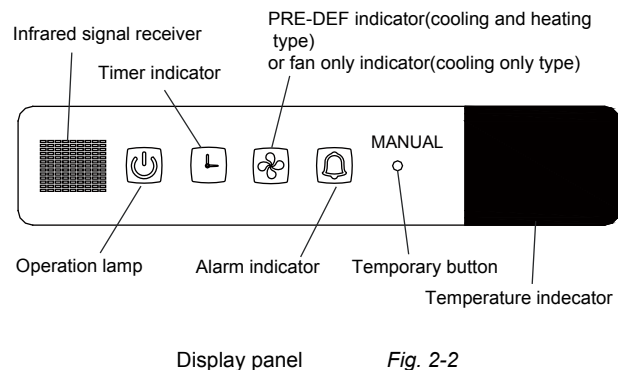 PRE-DEF indicator(cooling and heating
type)
or fan only indicator(cooling only type)
Infrared signal receiver
Timer indicator
MANUAL
Operation lamp
Alarm indicator
Temporary button
Temperature indecator
Display panel
Fig. 2-2